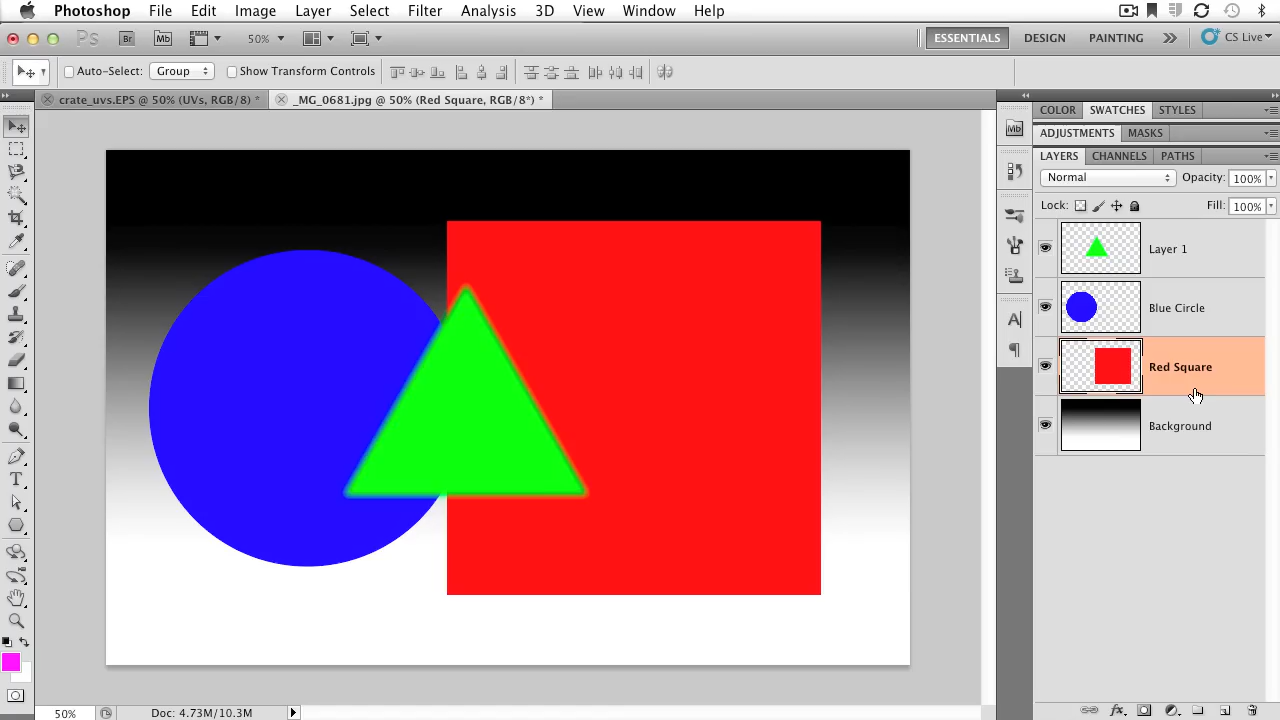 Photoshop File Edit Image Layer Select Filter Analysis 3D View Window Help
Ps Br Mb 50% ESSENTIALS DESIGN PAINTING CS Live
Auto-Select: Group Show Transform Controls
crate_uvs.EPS @ 50% (UVs, RGB/8) * _MG_0681.jpg @ 50% (Red Square, RGB/8*) *
COLOR SWATCHES STYLES
Mb
ADJUSTMENTS MASKS
LAYERS CHANNELS PATHS
Normal Opacity: 100%
Lock: Fill: 100%
Layer 1
Blue Circle
Red Square
Background
50% Doc: 4.73M/10.3M